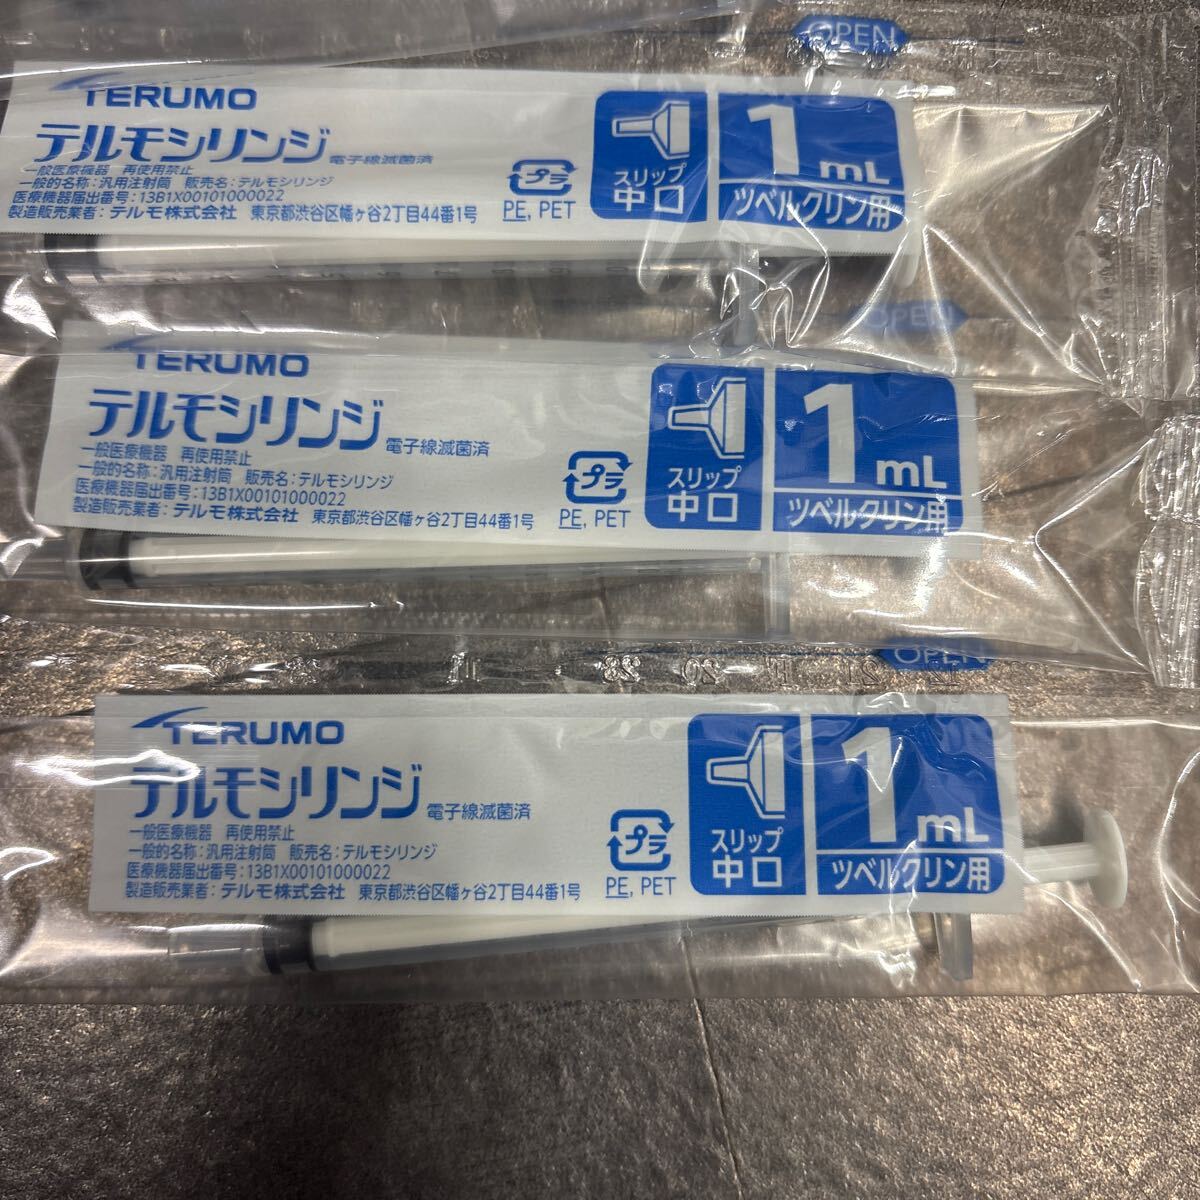 OPEN
TERUMO
テルモシリンジ 電子線滅菌済
一般医療機器 再使用禁止
一般的名称：汎用注射筒 販売名：テルモシリンジ
医療機器届出番号：13B1X00101000022
製造販売業者：テルモ株式会社 東京都渋谷区幡ヶ谷2丁目44番1号
プラ
PE, PET
スリップ
中口
1mL
ツベルクリン用
OPEN
TERUMO
テルモシリンジ 電子線滅菌済
一般医療機器 再使用禁止
一般的名称：汎用注射筒 販売名：テルモシリンジ
医療機器届出番号：13B1X00101000022
製造販売業者：テルモ株式会社 東京都渋谷区幡ヶ谷2丁目44番1号
プラ
PE, PET
スリップ
中口
1mL
ツベルクリン用
OPEN
TERUMO
テルモシリンジ 電子線滅菌済
一般医療機器 再使用禁止
一般的名称：汎用注射筒 販売名：テルモシリンジ
医療機器届出番号：13B1X00101000022
製造販売業者：テルモ株式会社 東京都渋谷区幡ヶ谷2丁目44番1号
プラ
PE, PET
スリップ
中口
1mL
ツベルクリン用